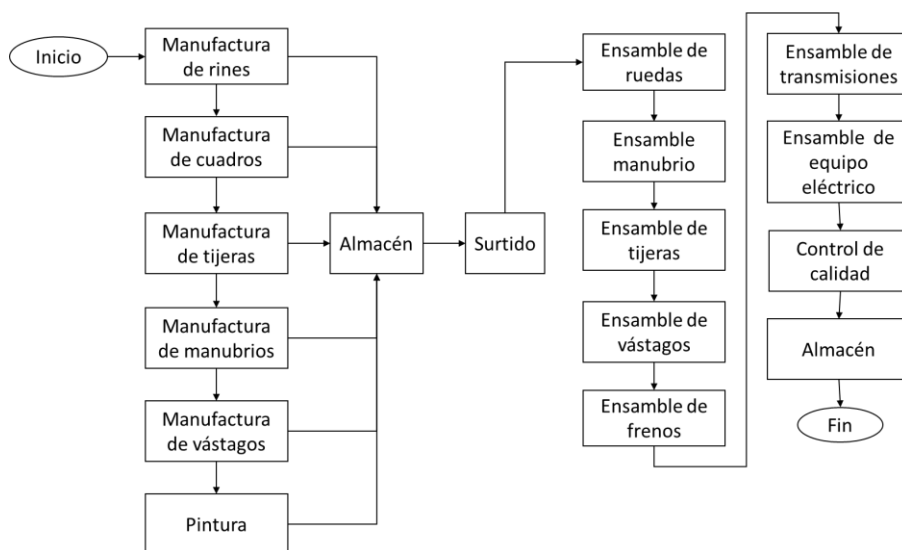 Inicio
Manufactura
de rines
Manufactura
de cuadros
Manufactura
de tijeras
Manufactura
de manubrios
Manufactura
de vástagos
Pintura
Almacén
Surtido
Ensamble de
ruedas
Ensamble
manubrio
Ensamble de
tijeras
Ensamble de
vástagos
Ensamble de
frenos
Ensamble de
transmisiones
Ensamble de
equipo
eléctrico
Control de
calidad
Almacén
Fin